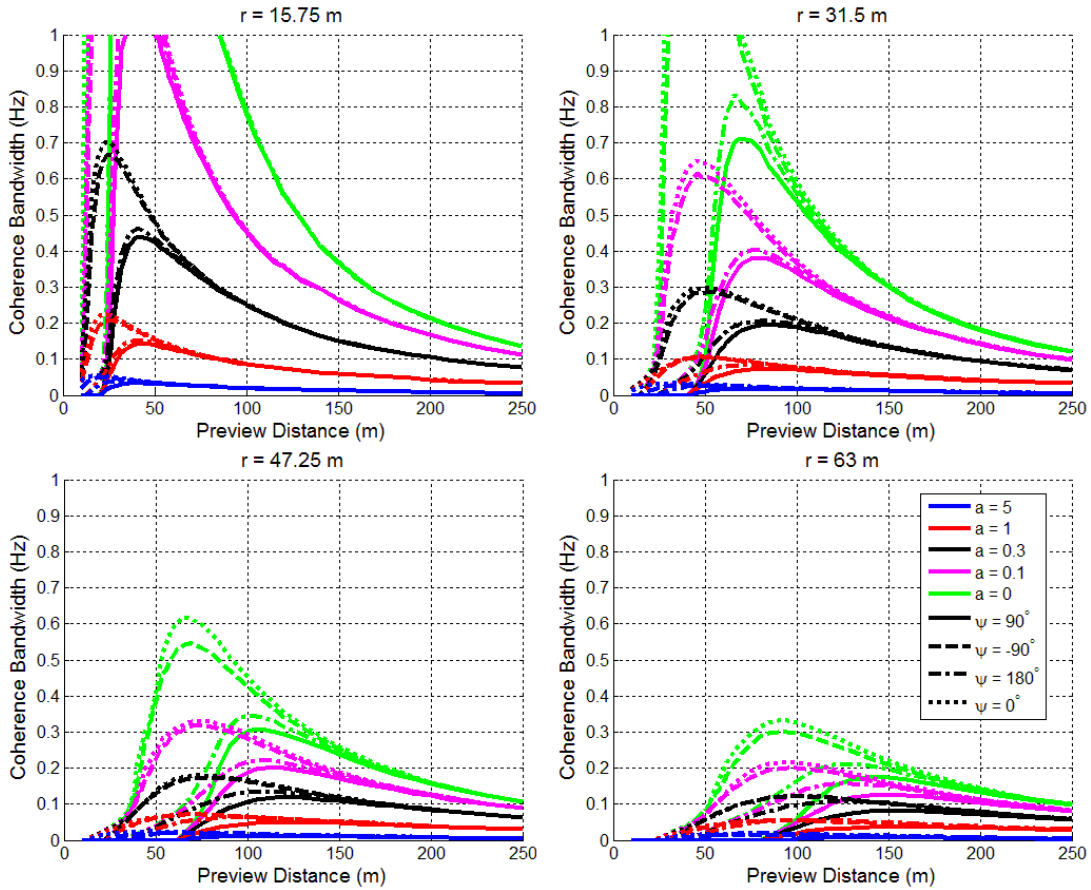 r = 15.75 m
1
0.9
0.8
0.7
0.6
0.5
0.4
0.3
0.2
0.1
0
Coherence Bandwidth (Hz)
0 50 100 150 200 250
Preview Distance (m)
r = 31.5 m
1
0.9
0.8
0.7
0.6
0.5
0.4
0.3
0.2
0.1
0
Coherence Bandwidth (Hz)
0 50 100 150 200 250
Preview Distance (m)
r = 47.25 m
1
0.9
0.8
0.7
0.6
0.5
0.4
0.3
0.2
0.1
0
Coherence Bandwidth (Hz)
0 50 100 150 200 250
Preview Distance (m)
r = 63 m
1
0.9
0.8
0.7
0.6
0.5
0.4
0.3
0.2
0.1
0
Coherence Bandwidth (Hz)
0 50 100 150 200 250
Preview Distance (m)
a = 5
a = 1
a = 0.3
a = 0.1
a = 0
ψ = 90°
ψ = -90°
ψ = 180°
ψ = 0°